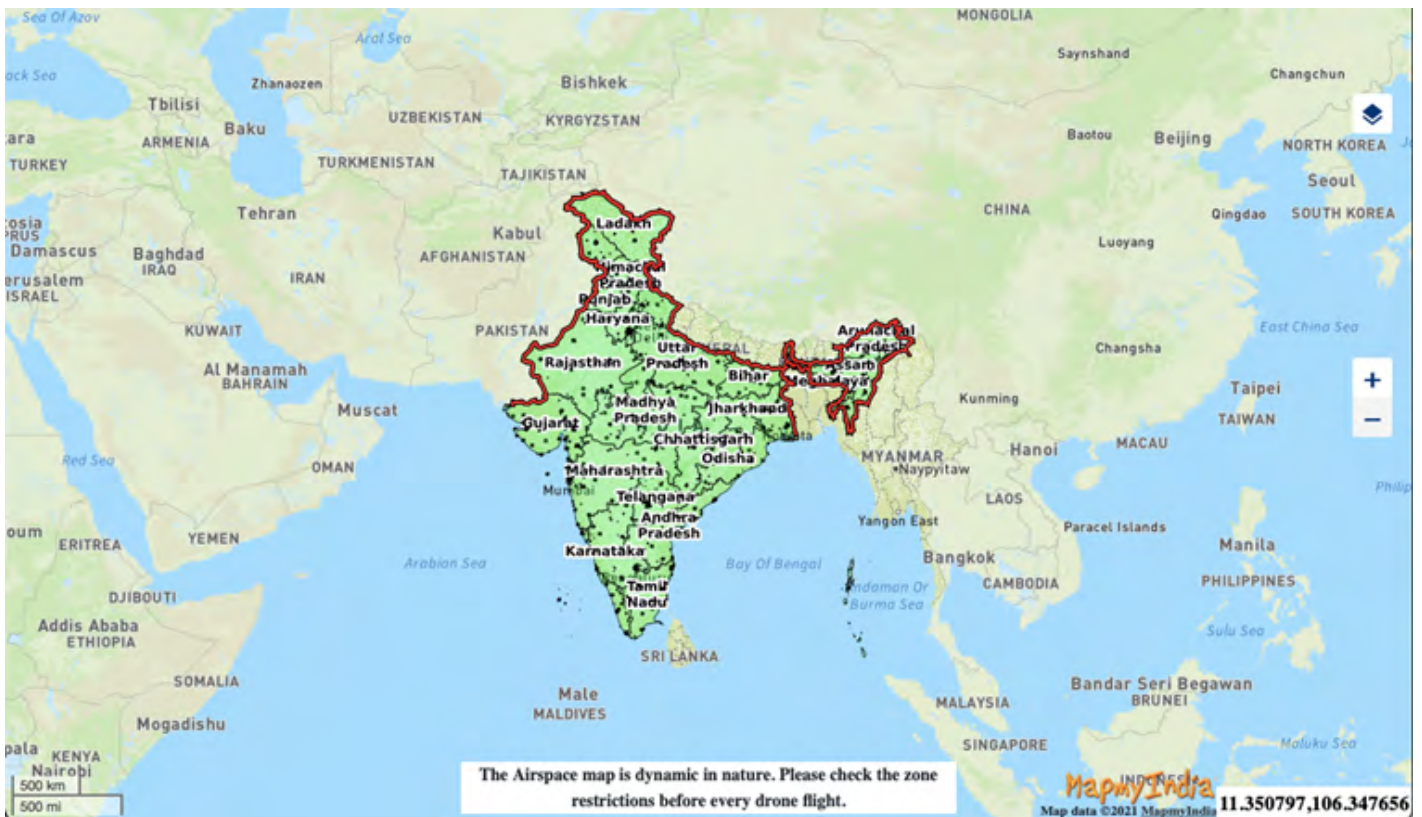 Sea Of Azov
MONGOLIA
Aral Sea
Saynshand
Zhanaozen
Bishkek
Changchun
Tbilisi
UZBEKISTAN
KYRGYZSTAN
ARMENIA
Baku
Baotou
Beijing
NORTH KOREA
TURKEY
TURKMENISTAN
TAJIKISTAN
Seoul
Tehran
CHINA
Qingdao
SOUTH KOREA
Ladakh
Kabul
Damascus
Baghdad
IRAQ
AFGHANISTAN
Luoyang
IRAN
ISRAEL
Himachal
Pradesh
Punjab
KUWAIT
PAKISTAN
Haryana
Arunachal
Pradesh
East China Sea
Uttar
Pradesh
Rajasthan
Bihar
Assam
Meghalaya
Changsha
Al Manamah
BAHRAIN
Taipei
TAIWAN
Muscat
Madhya
Pradesh
Jharkhand
Kunming
Gujarat
Chhattisgarh
Odisha
MYANMAR
Naypyitaw
Hanoi
MACAU
Red Sea
OMAN
Maharashtra
Mumbai
Telangana
LAOS
Andhra
Pradesh
Yangon East
Paracel Islands
ERITREA
YEMEN
Karnataka
Arabian Sea
Bay Of Bengal
Bangkok
Manila
CAMBODIA
PHILIPPINES
Tamil
Nadu
Andaman Or
Burma Sea
DJIBOUTI
Addis Ababa
ETHIOPIA
Sulu Sea
SRI LANKA
SOMALIA
Male
MALDIVES
Bandar Seri Begawan
BRUNEI
MALAYSIA
Mogadishu
SINGAPORE
Maluku Sea
KENYA
Nairobi
500 km
500 mi
The Airspace map is dynamic in nature. Please check the zone
restrictions before every drone flight.
MapmyIndia
Map data ©2021 MapmyIndia
11.350797,106.347656